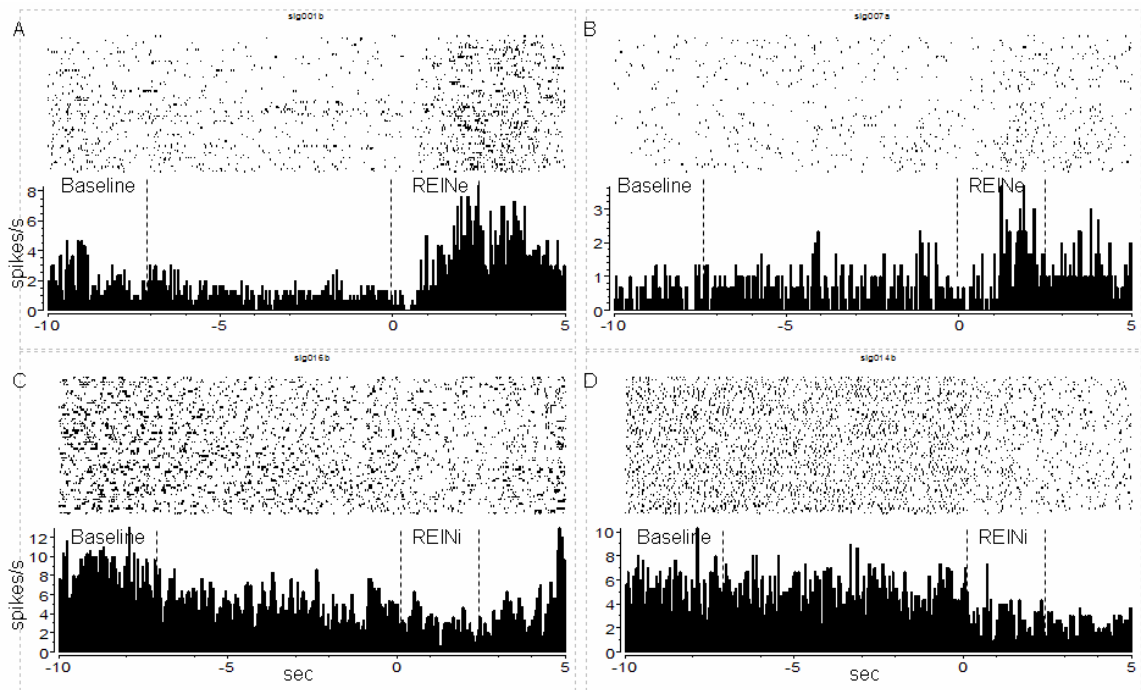 A
sig001b
Baseline
REINe
8
6
4
2
0
spikes/s
-10
-5
0
5
B
sig007a
Baseline
REINe
3
2
1
0
-10
-5
0
5
C
sig016b
Baseline
REINi
12
10
8
6
4
2
0
spikes/s
-10
-5
0
5
sec
D
sig014b
Baseline
REINi
10
8
6
4
2
0
-10
-5
0
5
sec